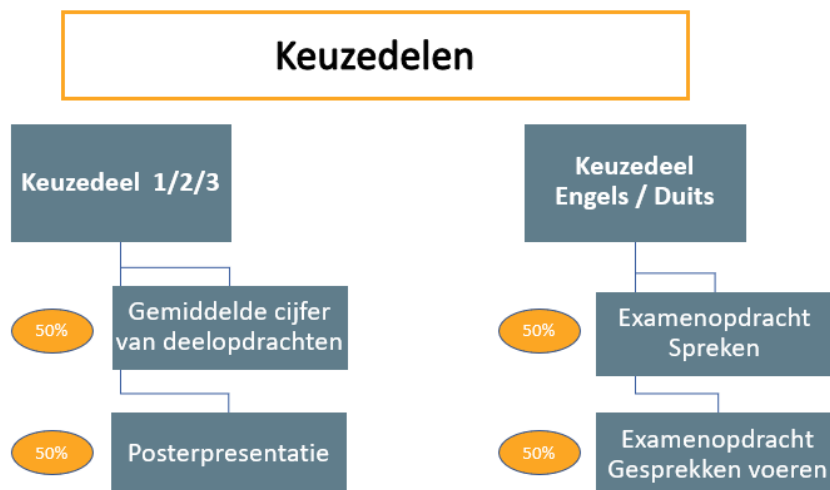 Keuzedelen
Keuzedeel 1/2/3
50%
Gemiddelde cijfer
van deelopdrachten
50%
Posterpresentatie
Keuzedeel
Engels / Duits
50%
Examenopdracht
Spreken
50%
Examenopdracht
Gesprekken voeren